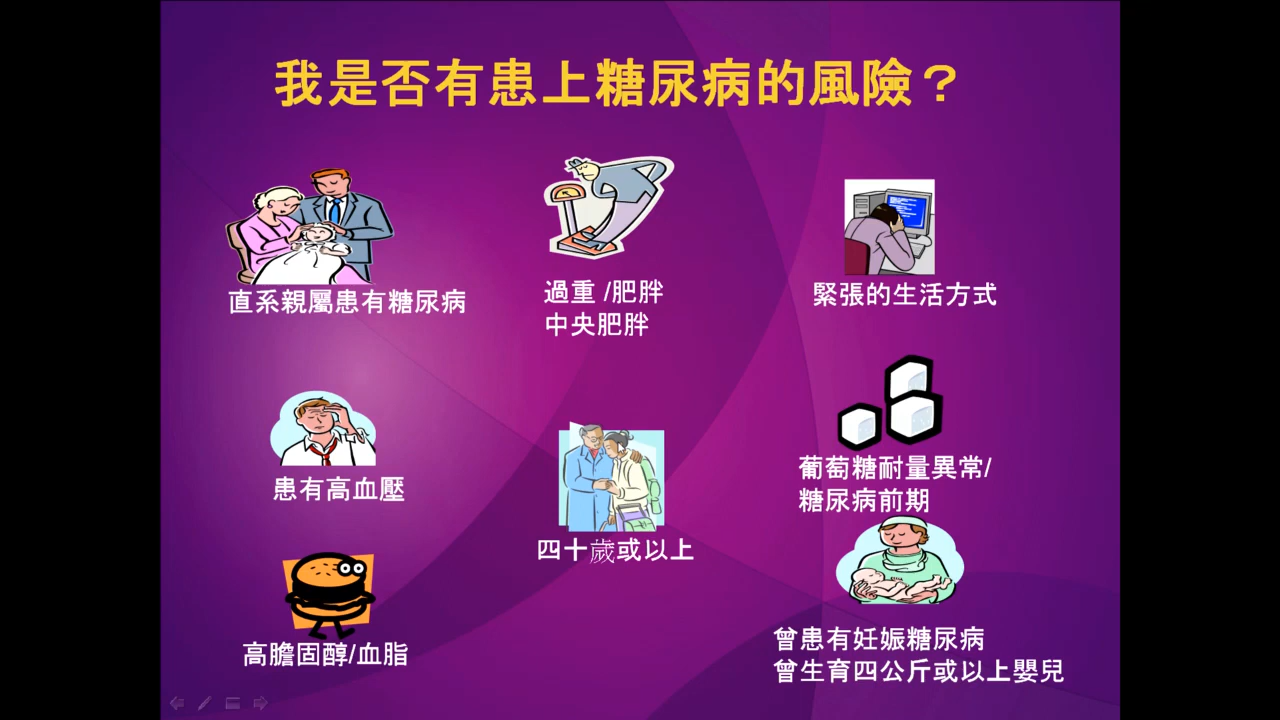 我是否有患上糖尿病的風險？
直系親屬患有糖尿病
過重 /肥胖
中央肥胖
緊張的生活方式
患有高血壓
四十歲或以上
葡萄糖耐量異常/
糖尿病前期
高膽固醇/血脂
曾患有妊娠糖尿病
曾生育四公斤或以上嬰兒